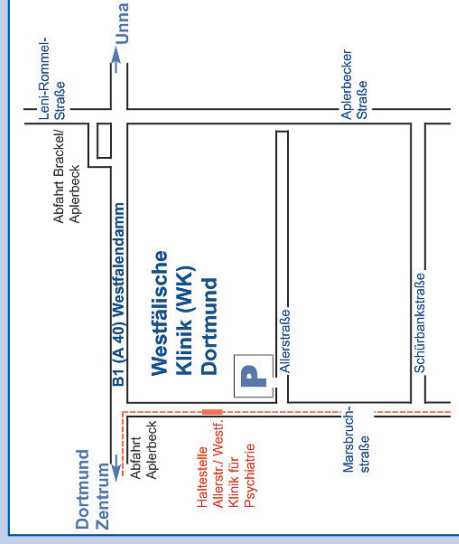 Unna
Leni-Rommel-
Straße
Aplerbecker
Straße
Abfahrt Brackel/
Aplerbeck
B1 (A 40) Westfalendamm
Westfälische
Klinik (WK)
Dortmund
P
Allerstraße
Schürbankstraße
Dortmund
Zentrum
Abfahrt
Aplerbeck
Haltestelle
Allerstr./ Westf.
Klinik für
Psychiatrie
Marsbruch-
straße